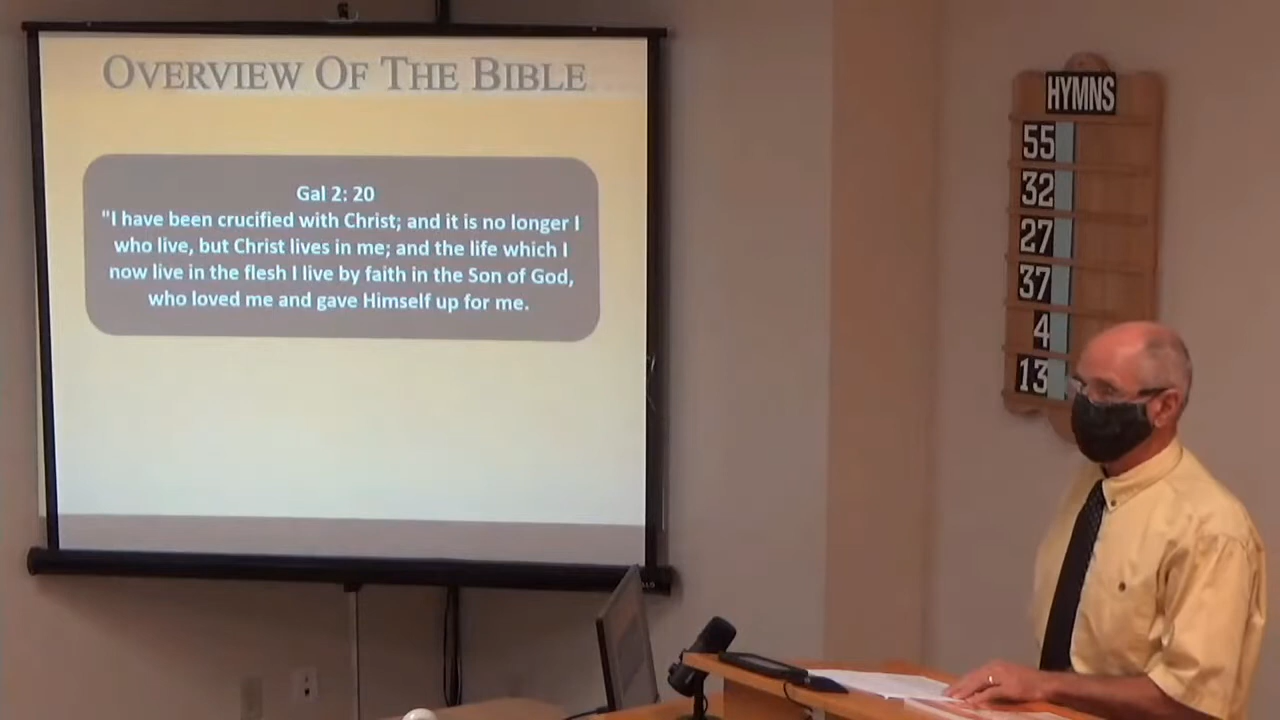 OVERVIEW OF THE BIBLE
Gal 2: 20
"I have been crucified with Christ; and it is no longer I
who live, but Christ lives in me; and the life which I
now live in the flesh I live by faith in the Son of God,
who loved me and gave Himself up for me.
HYMNS
55
32
27
37
4
13